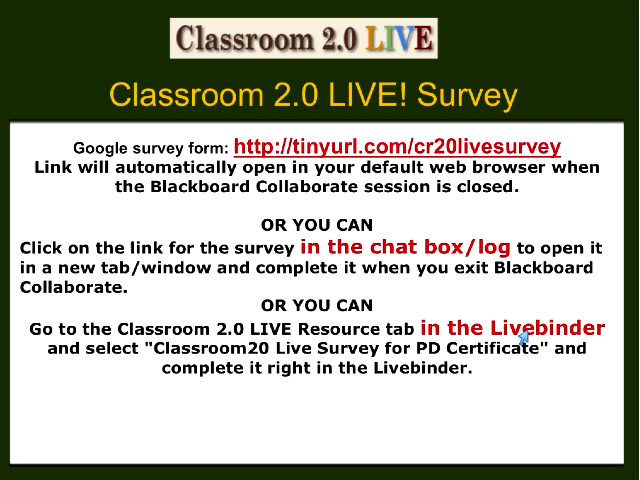 Classroom 2.0 LIVE
Classroom 2.0 LIVE! Survey
Google survey form: http://tinyurl.com/cr20livesurvey
Link will automatically open in your default web browser when
the Blackboard Collaborate session is closed.
OR YOU CAN
Click on the link for the survey in the chat box/log to open it
in a new tab/window and complete it when you exit Blackboard
Collaborate.
OR YOU CAN
Go to the Classroom 2.0 LIVE Resource tab in the Livebinder
and select "Classroom20 Live Survey for PD Certificate" and
complete it right in the Livebinder.